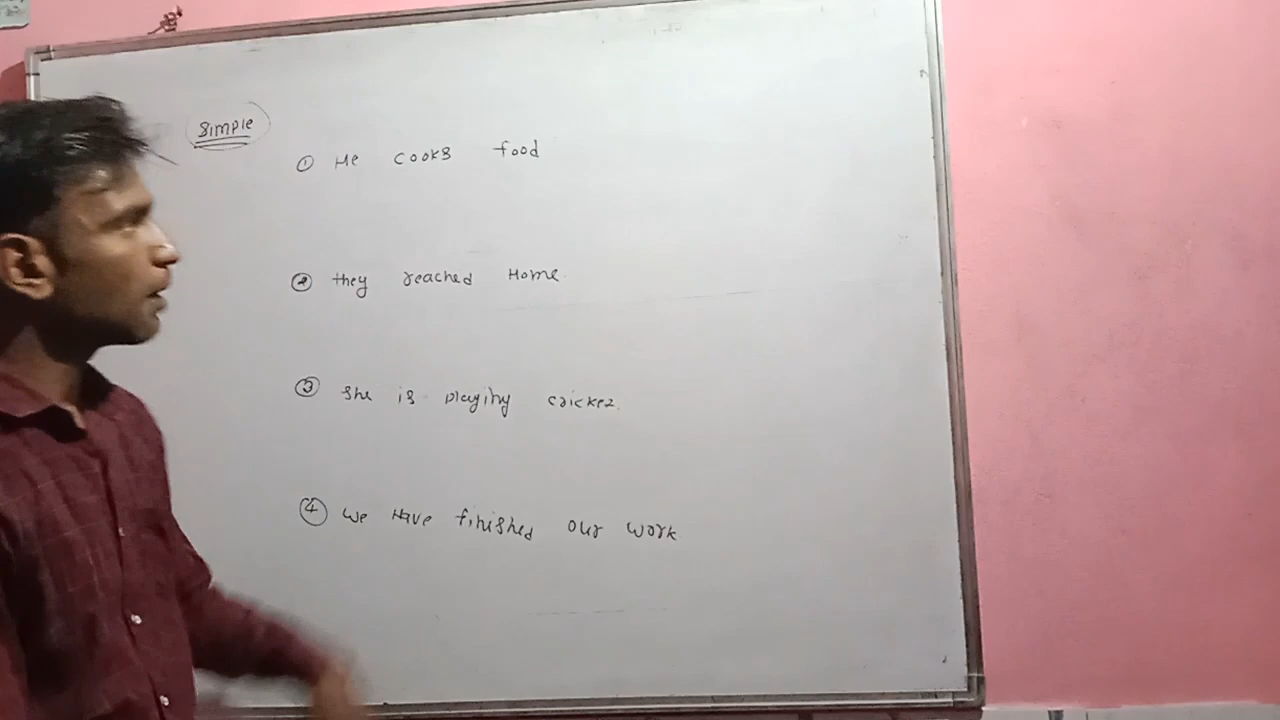 Simple
① He cooks food
② they reached Home.
③ she is playing cricket.
④ we Have finished our work